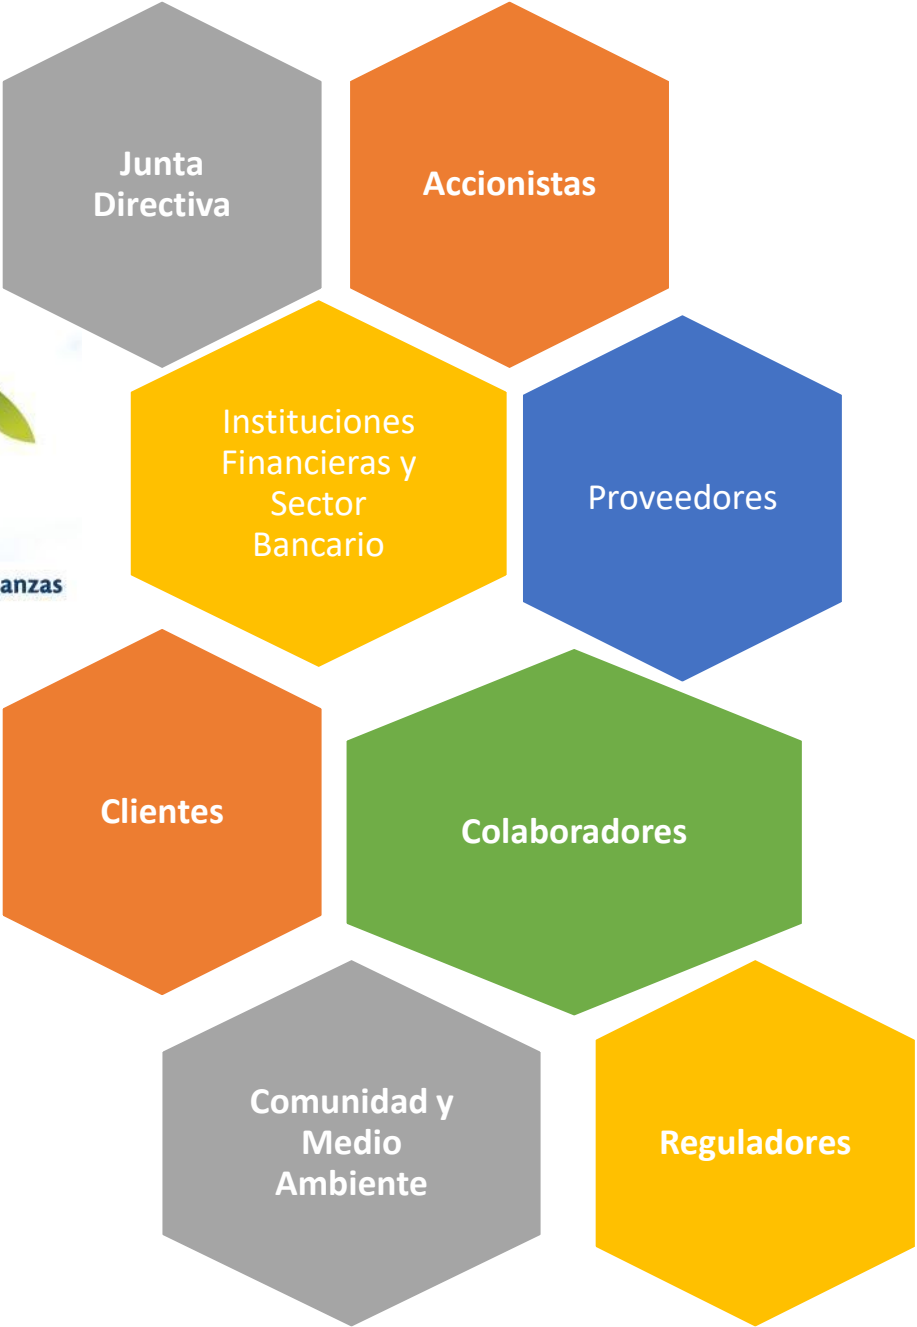 Junta
Directiva
Accionistas
Instituciones
Financieras y
Sector
Bancario
Proveedores
anzas
Clientes
Colaboradores
Comunidad y
Medio
Ambiente
Reguladores